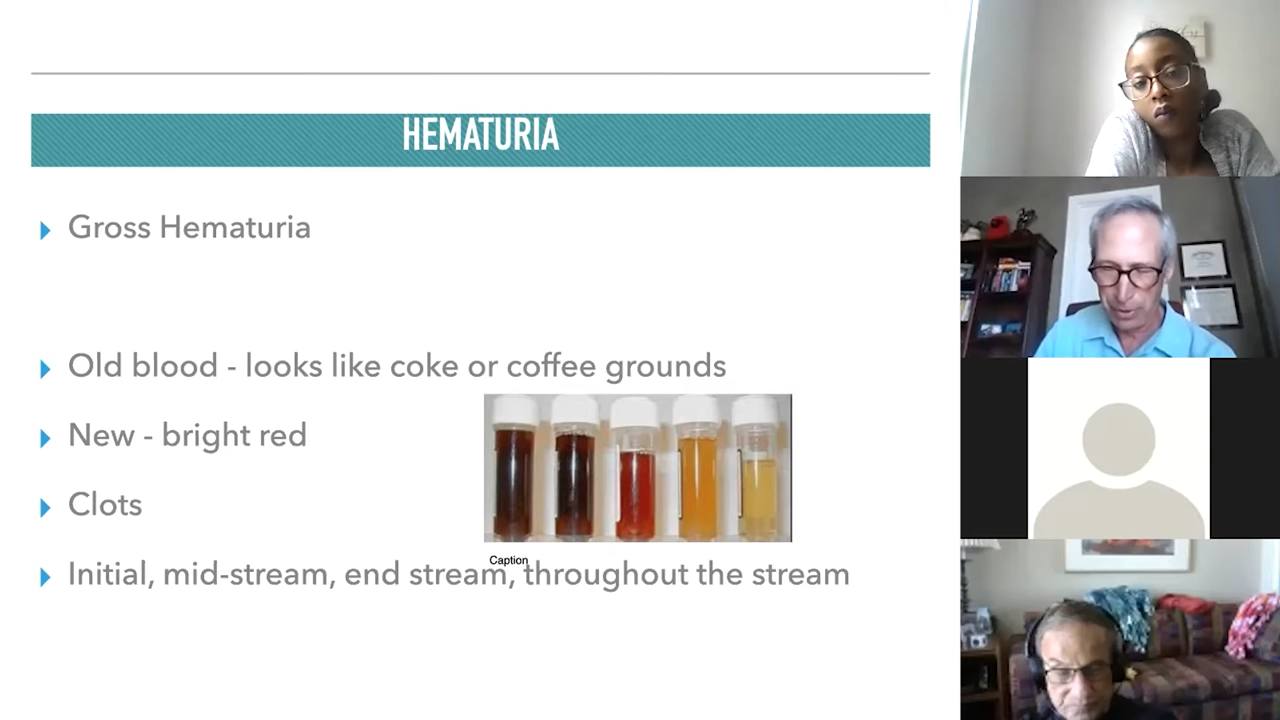 HEMATURIA
Gross Hematuria
Old blood - looks like coke or coffee grounds
New - bright red
Clots
Caption
Initial, mid-stream, end stream, throughout the stream